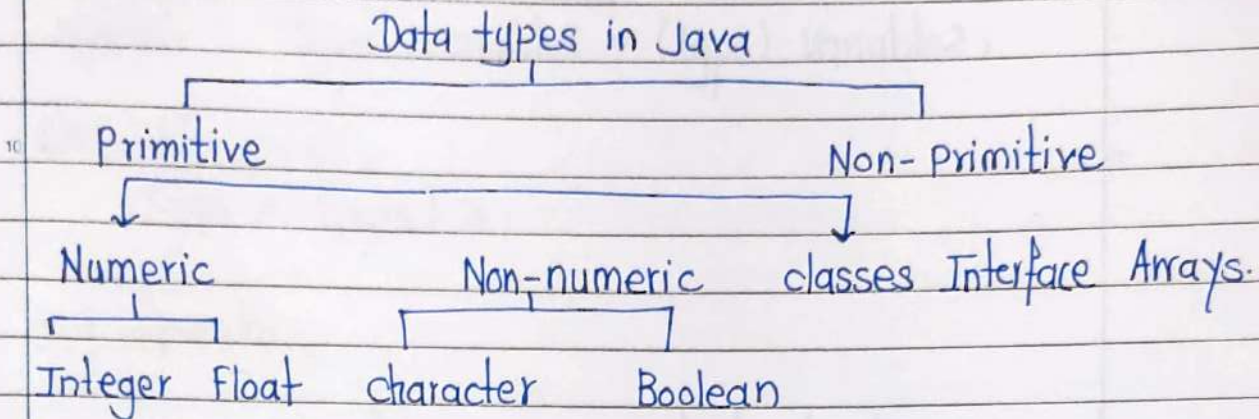 Data types in Java
10 Primitive Non-primitive
Numeric Non-numeric classes Interface Arrays.
Integer Float character Boolean